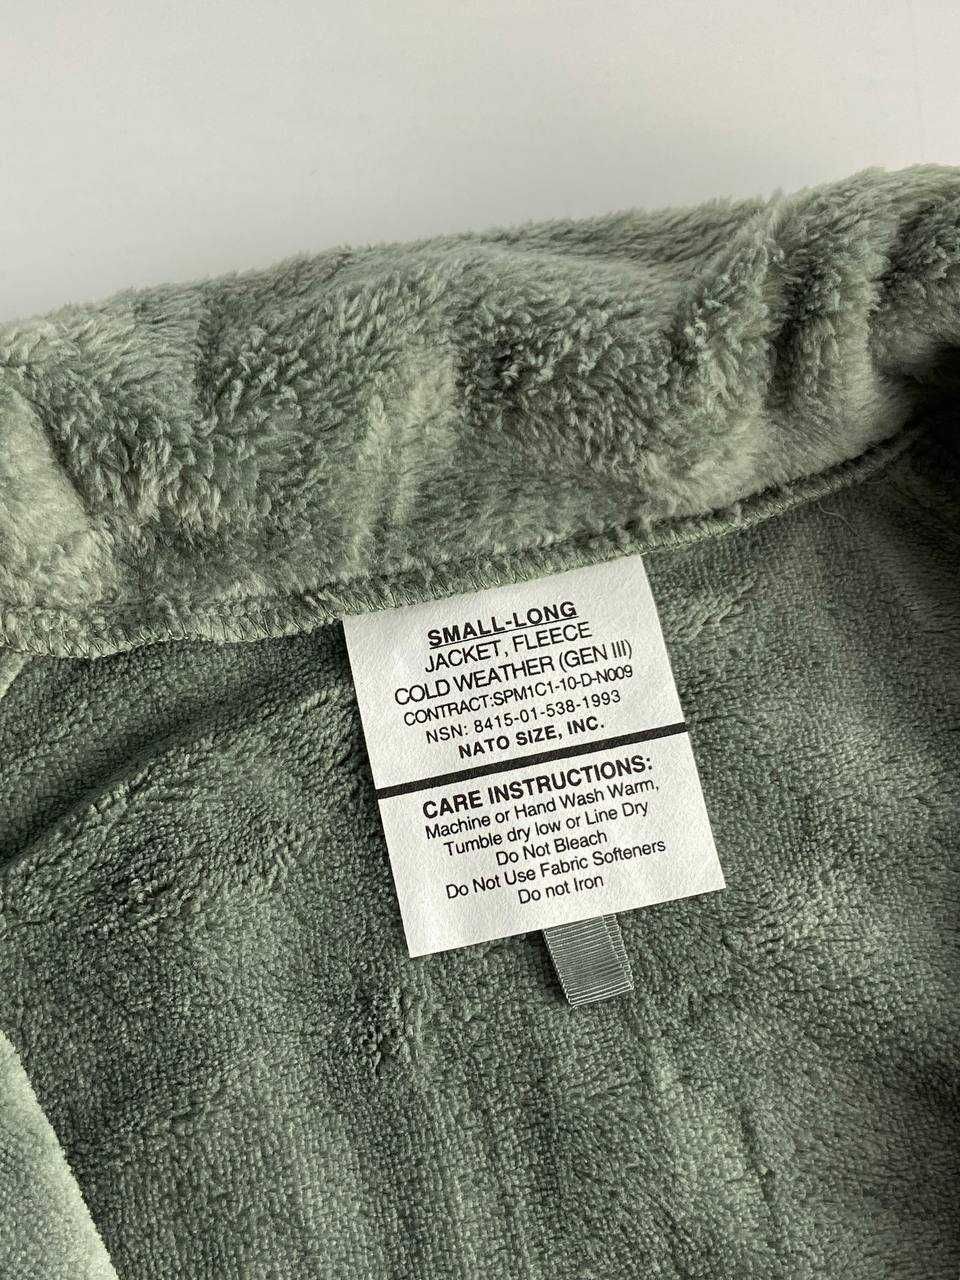 SMALL-LONG
JACKET, FLEECE
COLD WEATHER (GEN III)
CONTRACT:SPM1C1-10-D-N009
NSN: 8415-01-538-1993
NATO SIZE, INC.
CARE INSTRUCTIONS:
Machine or Hand Wash Warm,
Tumble dry low or Line Dry
Do Not Bleach
Do Not Use Fabric Softeners
Do not Iron